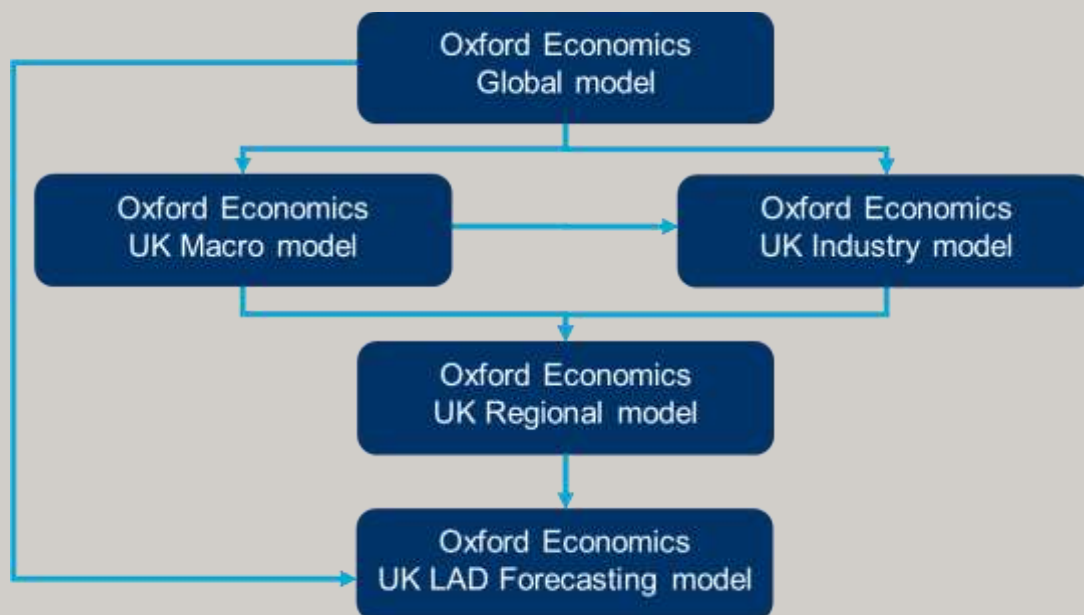 Oxford Economics
Global model
Oxford Economics
UK Macro model
Oxford Economics
UK Industry model
Oxford Economics
UK Regional model
Oxford Economics
UK LAD Forecasting model